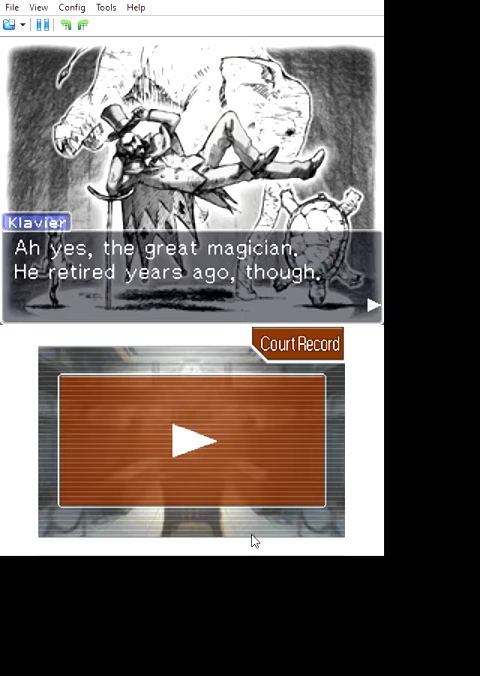 File View Config Tools Help
Klavier
Ah yes, the great magician.
He retired years ago, though.
Court Record